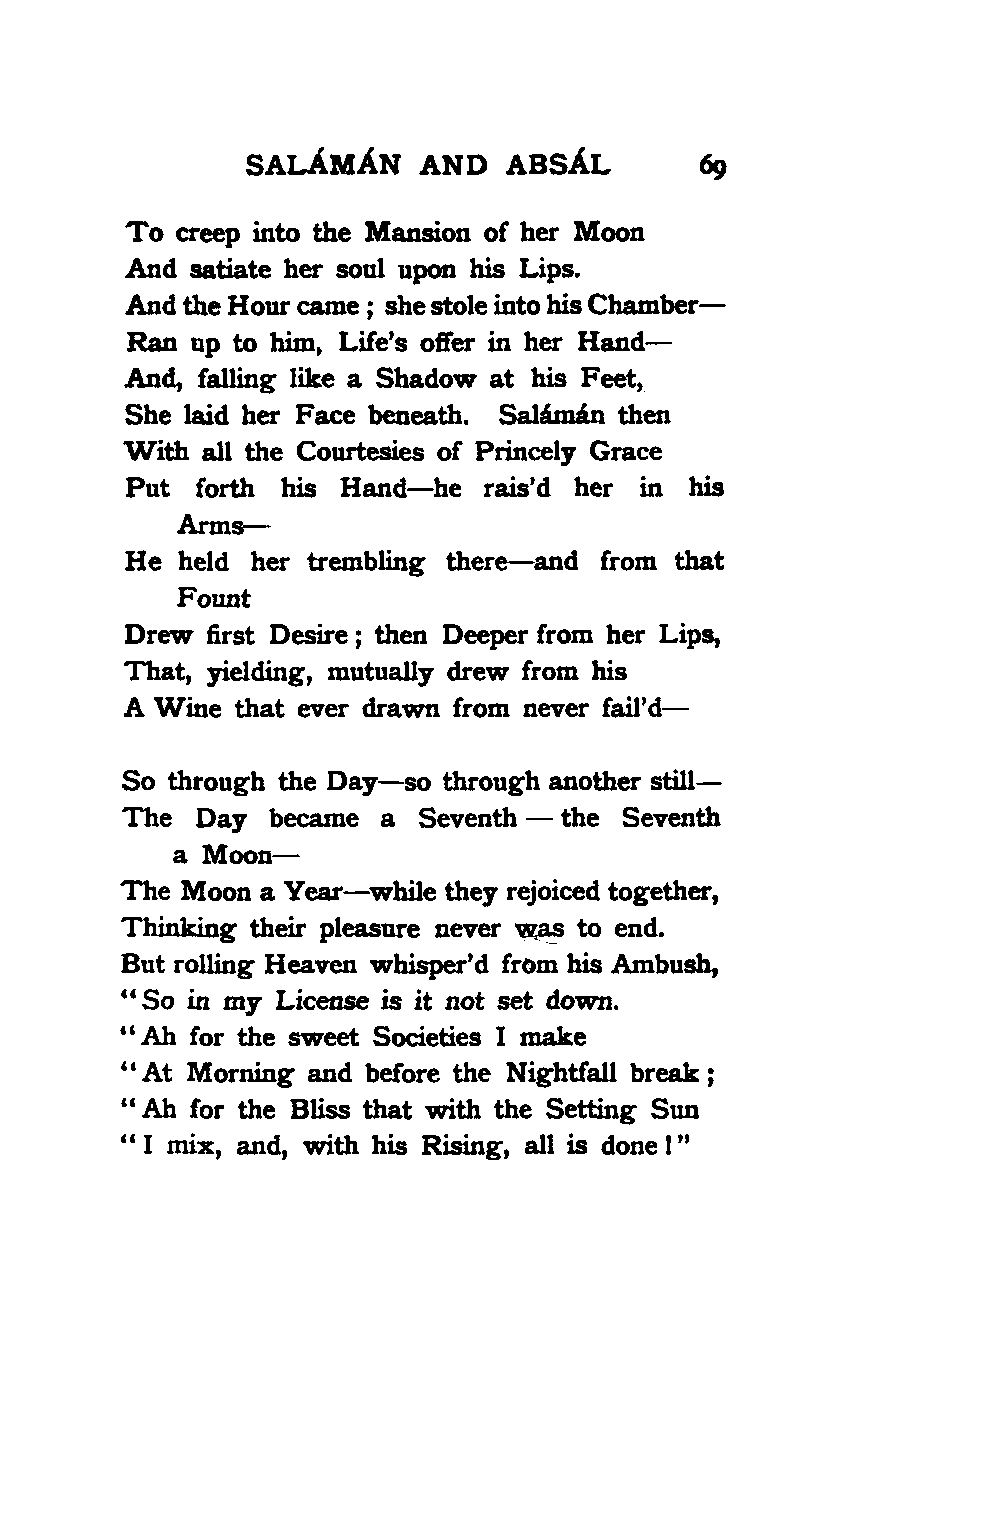 SALÁMÁN AND ABSÁL 69
To creep into the Mansion of her Moon
And satiate her soul upon his Lips.
And the Hour came ; she stole into his Chamber—
Ran up to him, Life's offer in her Hand—
And, falling like a Shadow at his Feet,
She laid her Face beneath. Salámán then
With all the Courtesies of Princely Grace
Put forth his Hand—he rais'd her in his
Arms—
He held her trembling there—and from that
Fount
Drew first Desire ; then Deeper from her Lips,
That, yielding, mutually drew from his
A Wine that ever drawn from never fail'd—
So through the Day—so through another still—
The Day became a Seventh — the Seventh
a Moon—
The Moon a Year—while they rejoiced together,
Thinking their pleasure never was to end.
But rolling Heaven whisper'd from his Ambush,
“So in my License is it not set down.
“Ah for the sweet Societies I make
“At Morning and before the Nightfall break ;
“Ah for the Bliss that with the Setting Sun
“I mix, and, with his Rising, all is done !”